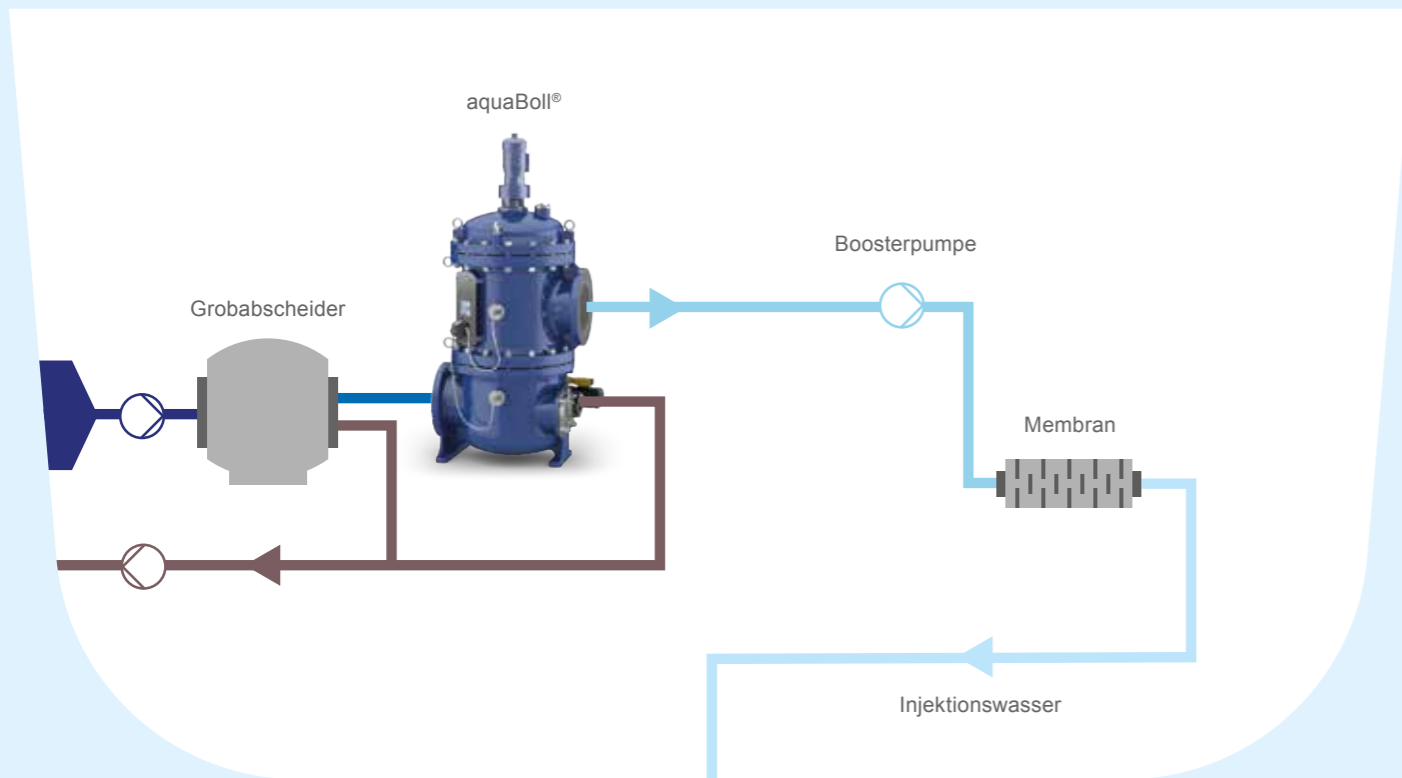 aquaBoll®
Boosterpumpe
Grobabscheider
Membran
Injektionswasser